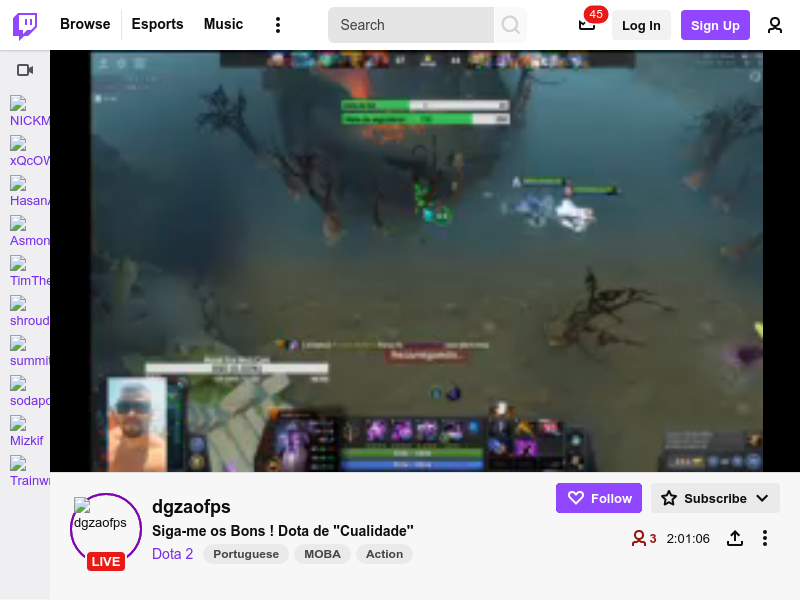 Browse
Esports
Music
Search
45
Log In
Sign Up
NICKM
xQcOW
HasanA
Asmon
TimThe
shroud
summit
sodapo
Mizkif
Trainw
Recarregando...
dgzaofps
LIVE
dgzaofps
Siga-me os Bons ! Dota de "Cualidade"
Dota 2
Portuguese
MOBA
Action
Follow
Subscribe
3
2:01:06